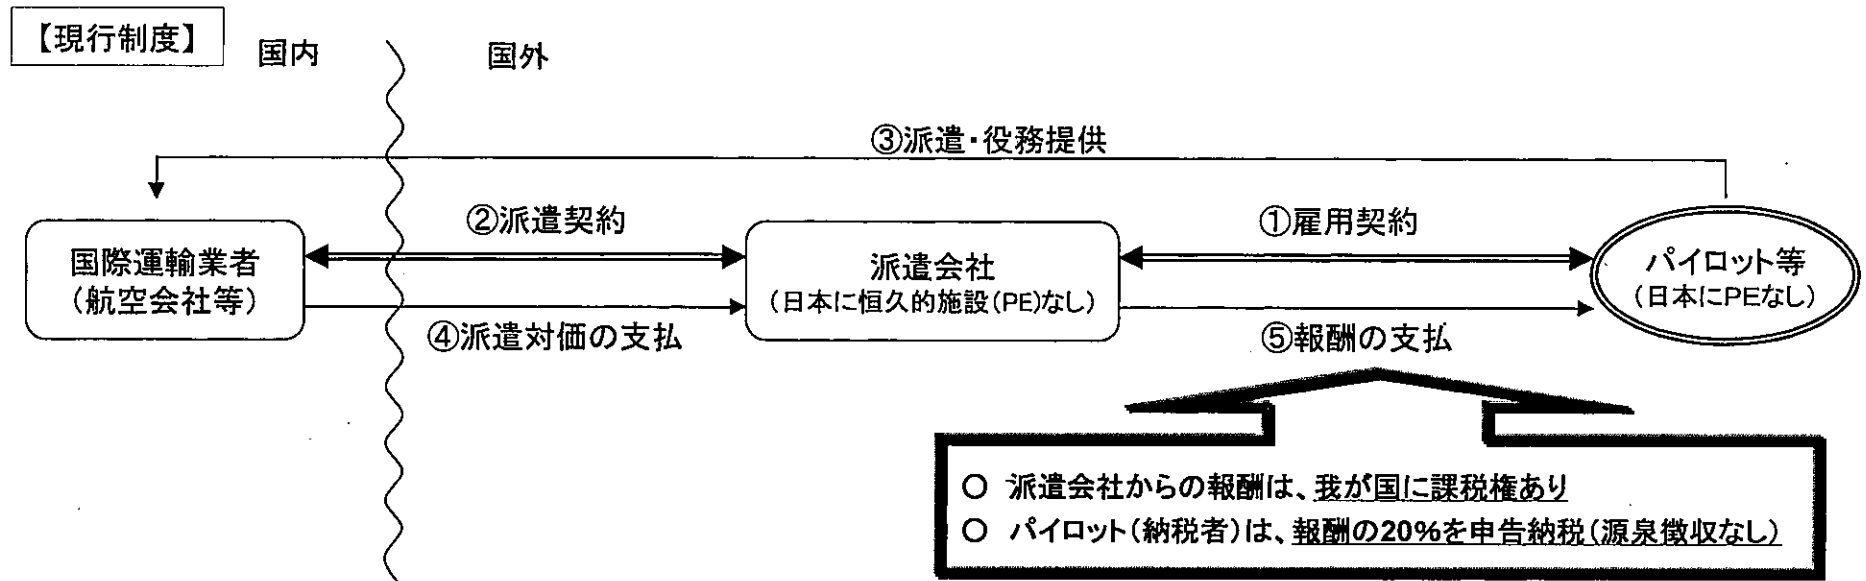 【現行制度】
国内
国外
③派遣・役務提供
②派遣契約
①雇用契約
国際運輸業者
(航空会社等)
派遣会社
(日本に恒久的施設(PE)なし)
パイロット等
(日本にPEなし)
④派遣対価の支払
⑤報酬の支払
○ 派遣会社からの報酬は、我が国に課税権あり
○ パイロット(納税者)は、報酬の20%を申告納税(源泉徴収なし)